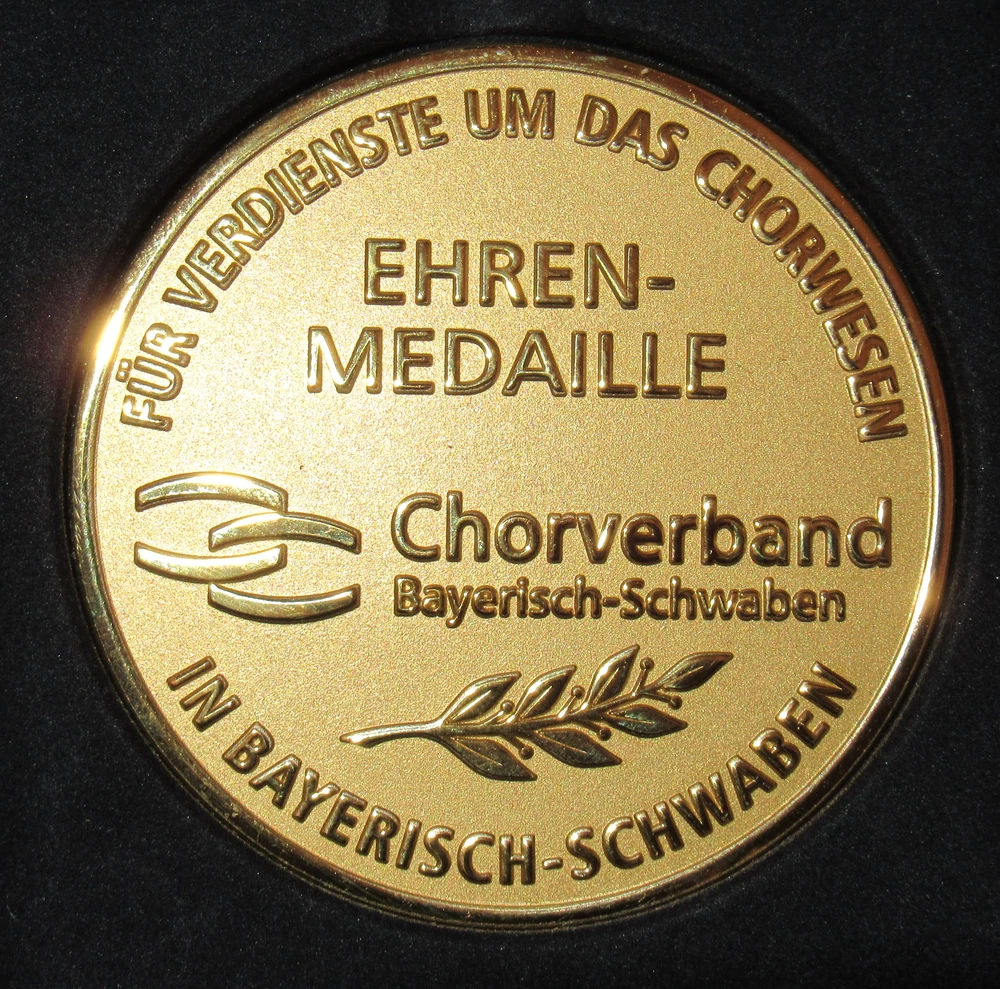 FÜR VERDIENSTE UM DAS CHORWESEN
EHREN-
MEDAILLE
Chorverband
Bayerisch-Schwaben
IN BAYERISCH-SCHWABEN